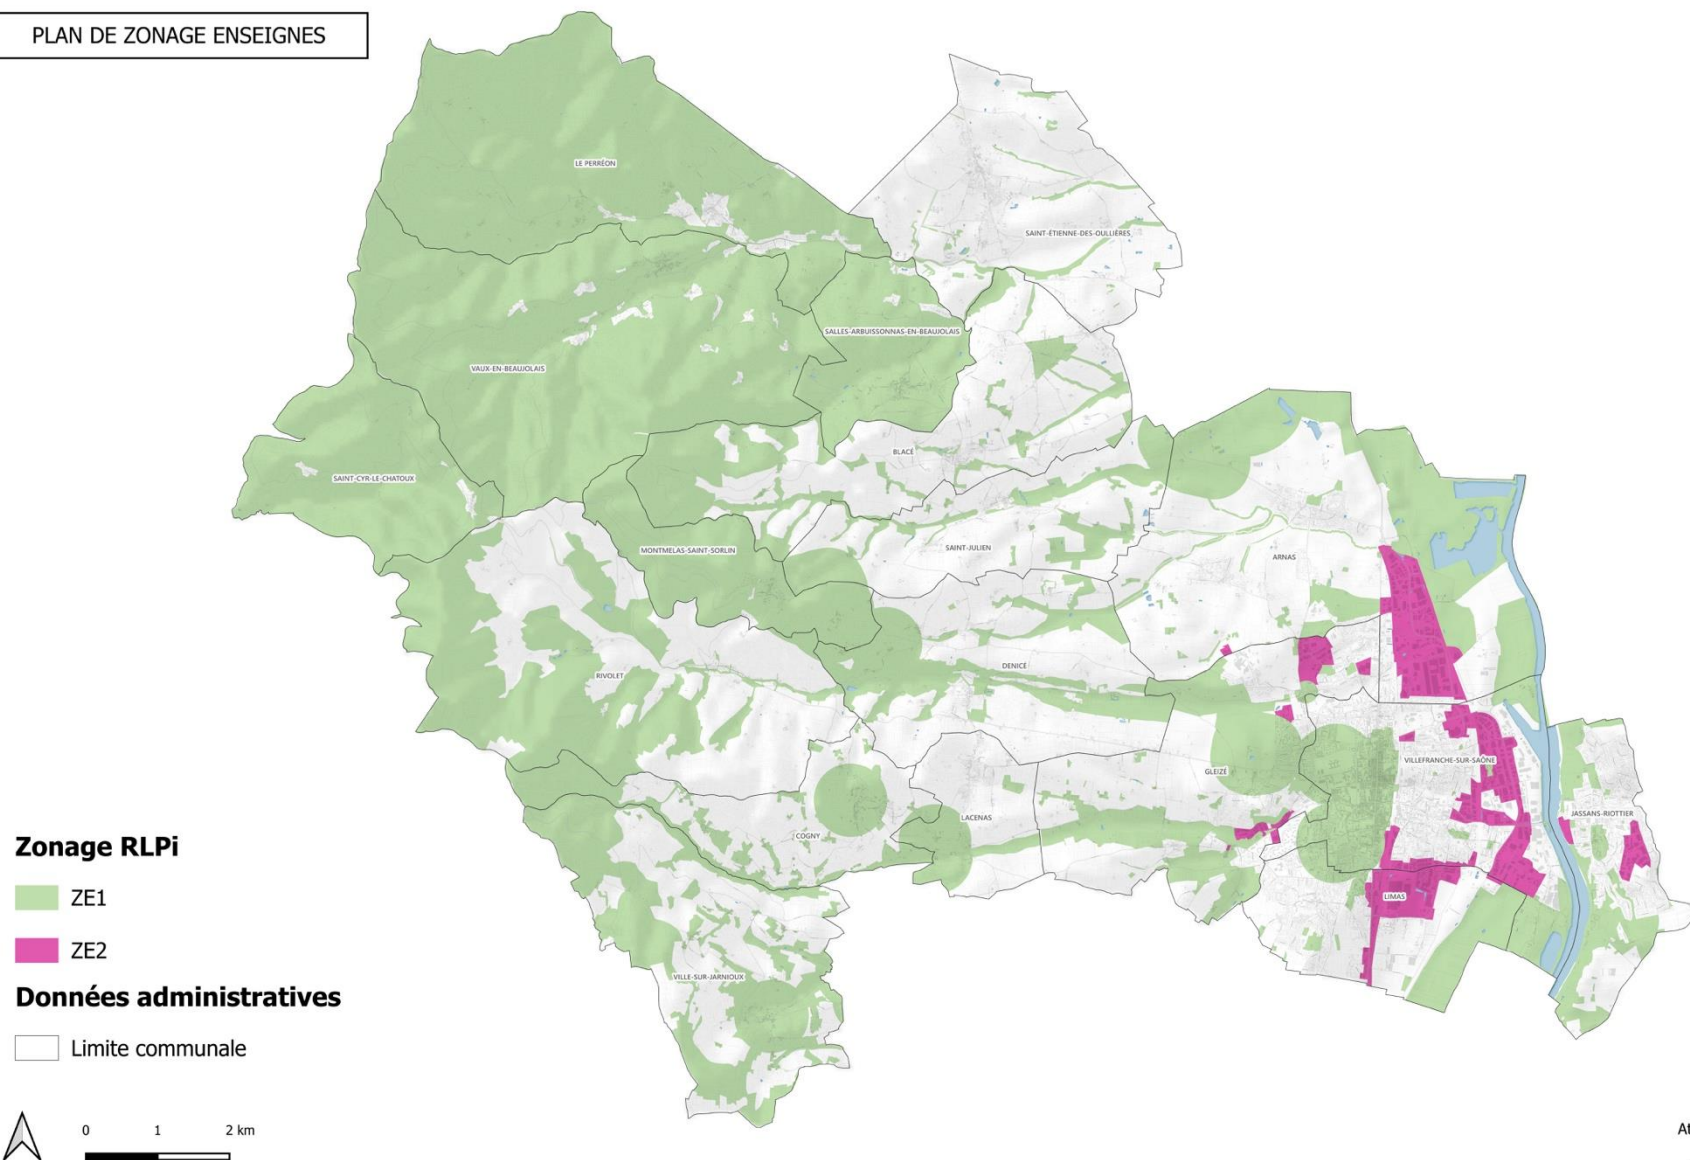 PLAN DE ZONAGE ENSEIGNES
LE PERRÉON
SAINT-ÉTIENNE-DES-OULLIÈRES
SALLES-ARBUISSONNAS-EN-BEAUJOLAIS
VAUX-EN-BEAUJOLAIS
BLACÉ
SAINT-CYR-LE-CHATOUX
MONTMELAS-SAINT-SORLIN
SAINT-JULIEN
ARNAS
DENICÉ
RIVOLET
VILLEFRANCHE-SUR-SAÔNE
GLEIZÉ
JASSANS-RIOTTIER
LACENAS
COGNY
LIMAS
VILLE-SUR-JARNIOUX
Zonage RLPi
ZE1
ZE2
Données administratives
Limite communale
0 1 2 km